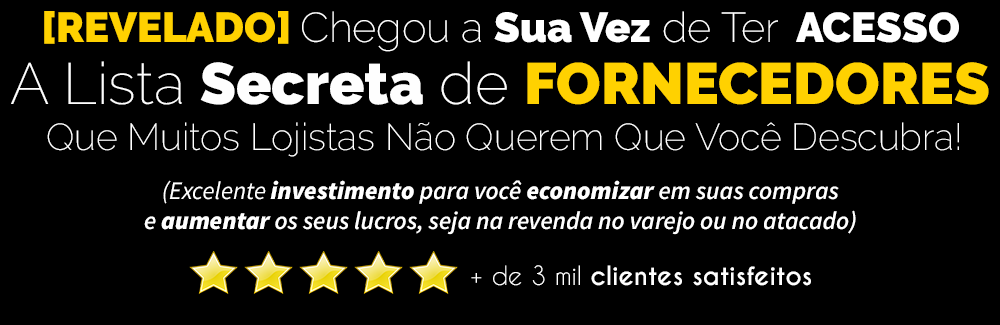 [REVELADO] Chegou a Sua Vez de Ter ACESSO
A Lista Secreta de FORNECEDORES
Que Muitos Lojistas Não Querem Que Você Descubra!
(Excelente investimento para você economizar em suas compras
e aumentar os seus lucros, seja na revenda no varejo ou no atacado)
+ de 3 mil clientes satisfeitos